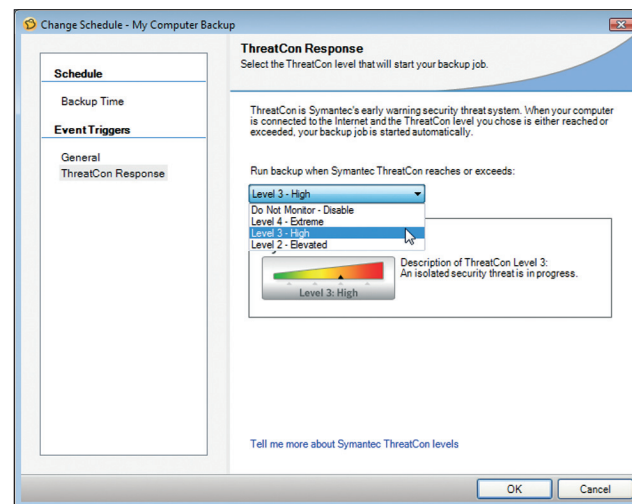 Change Schedule - My Computer Backup
ThreatCon Response
Select the ThreatCon level that will start your backup job.
Schedule
Backup Time
Event Triggers
General
ThreatCon Response
ThreatCon is Symantec's early warning security threat system. When your computer
is connected to the Internet and the ThreatCon level you chose is either reached or
exceeded, your backup job is started automatically.
Run backup when Symantec ThreatCon reaches or exceeds:
Level 3 - High
Do Not Monitor - Disable
Level 4 - Extreme
Level 3 - High
Level 2 - Elevated
Description of ThreatCon Level 3:
An isolated security threat is in progress.
Level 3: High
Tell me more about Symantec ThreatCon levels
OK
Cancel